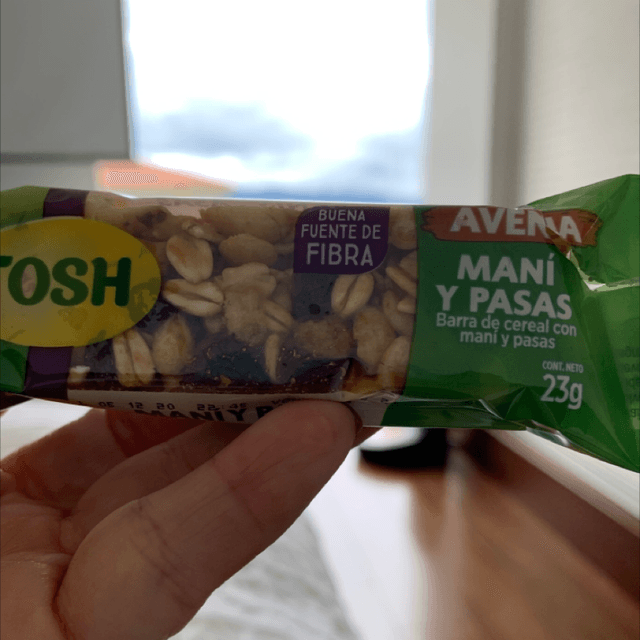 TOSH
BUENA
FUENTE DE
FIBRA
AVENA
MANÍ
Y PASAS
Barra de cereal con
maní y pasas
CONT. NETO
23g